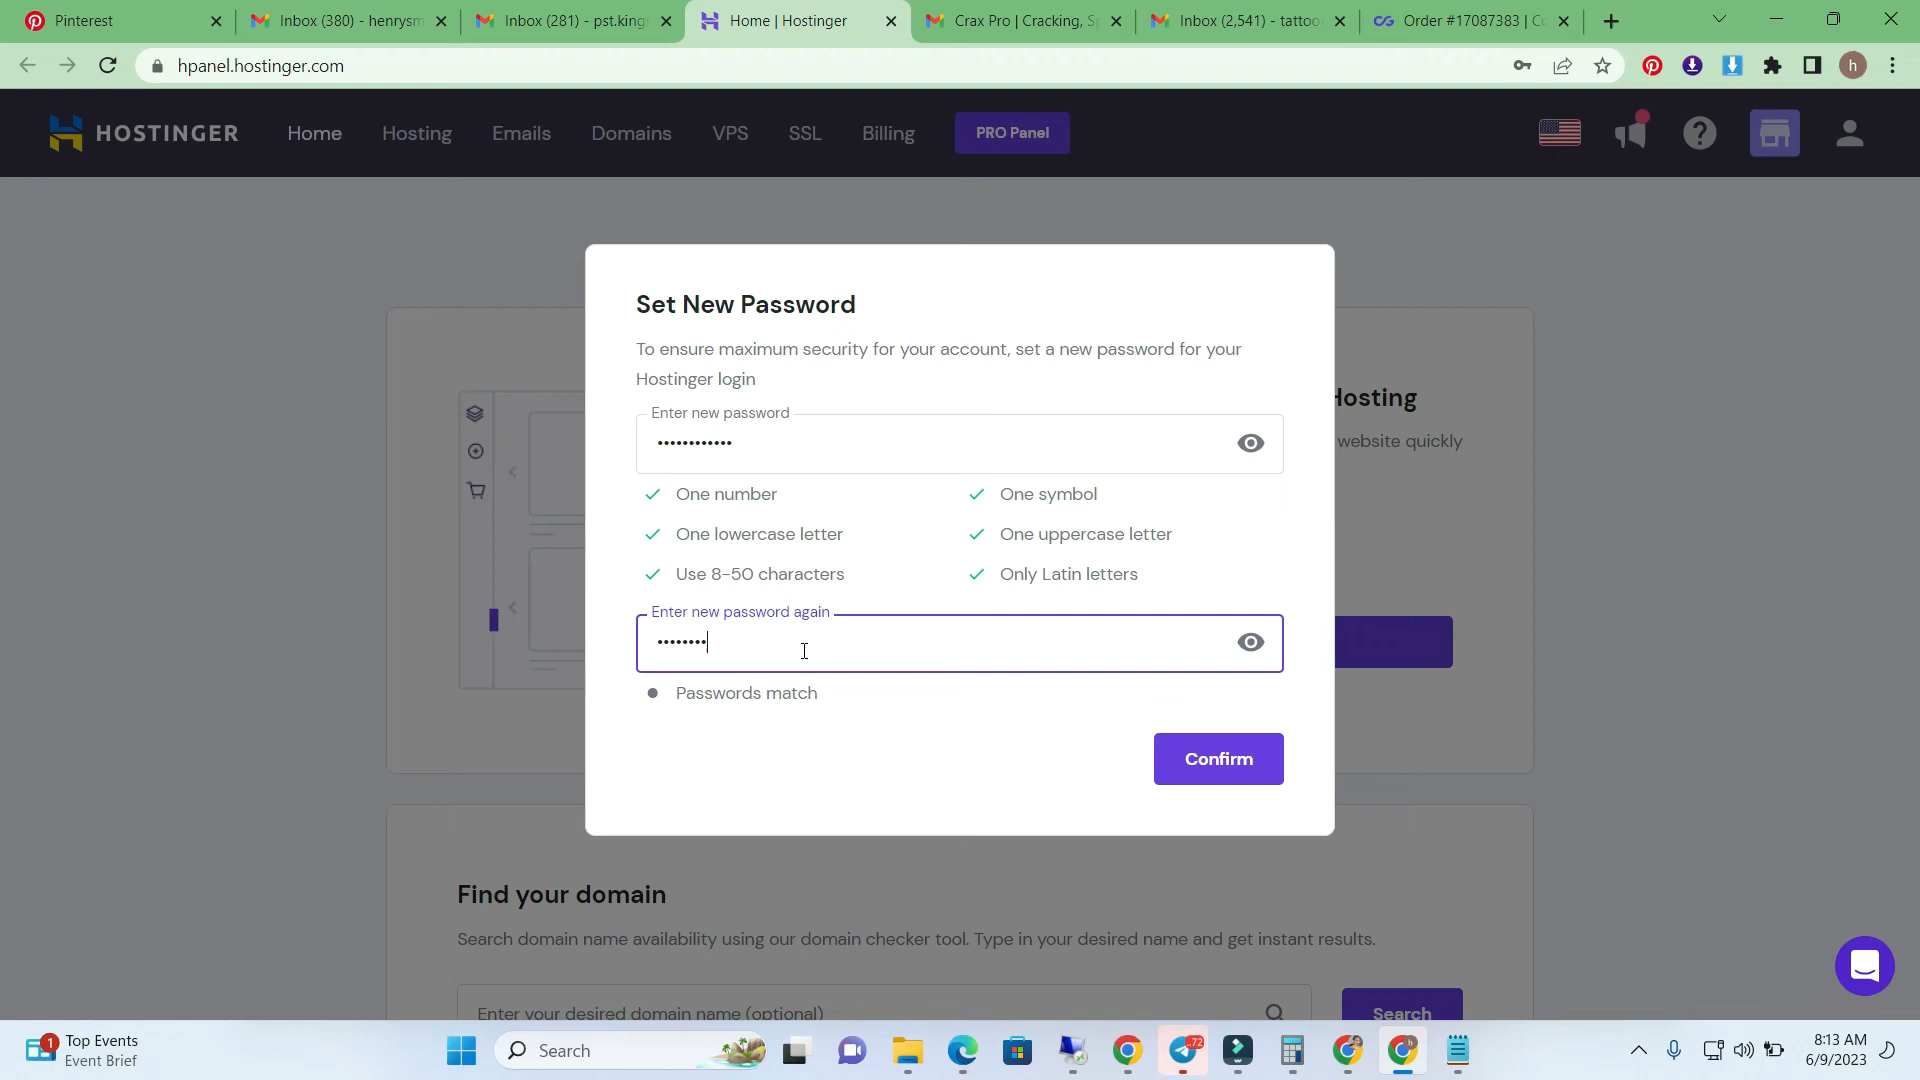 Pinterest
Inbox (380) - henrysm
Inbox (281) - pst.kings
Home | Hostinger
Crax Pro | Cracking, S
Inbox (2,541) - tattoo
Order #17087383 | Co
hpanel.hostinger.com
h
HOSTINGER
Home
Hosting
Emails
Domains
VPS
SSL
Billing
PRO Panel
Set New Password
To ensure maximum security for your account, set a new password for your
Hostinger login
Enter new password
••••••••••••
One number
One symbol
One lowercase letter
One uppercase letter
Use 8-50 characters
Only Latin letters
Enter new password again
••••••••
Passwords match
Confirm
Hosting
website quickly
Find your domain
Search domain name availability using our domain checker tool. Type in your desired name and get instant results.
Enter your desired domain name (optional)
Search
1
Top Events
Event Brief
Search
72
8:13 AM
6/9/2023